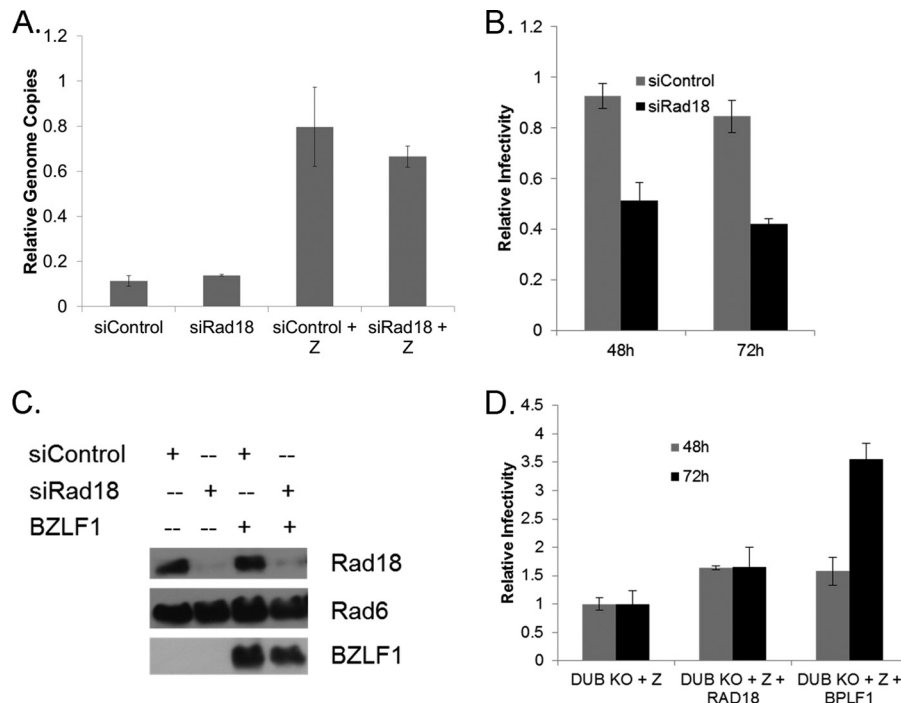 A.
1.2
1
0.8
0.6
0.4
0.2
0
Relative Genome Copies
siControl
siRad18
siControl +
Z
siRad18 +
Z
B.
1.2
1
0.8
0.6
0.4
0.2
0
Relative Infectivity
siControl
siRad18
48h
72h
C.
siControl + -- + --
siRad18 -- + -- +
BZLF1 -- -- + +
Rad18
Rad6
BZLF1
D.
4.5
4
3.5
3
2.5
2
1.5
1
0.5
0
Relative Infectivity
48h
72h
DUB KO + Z
DUB KO + Z +
RAD18
DUB KO + Z +
BPLF1